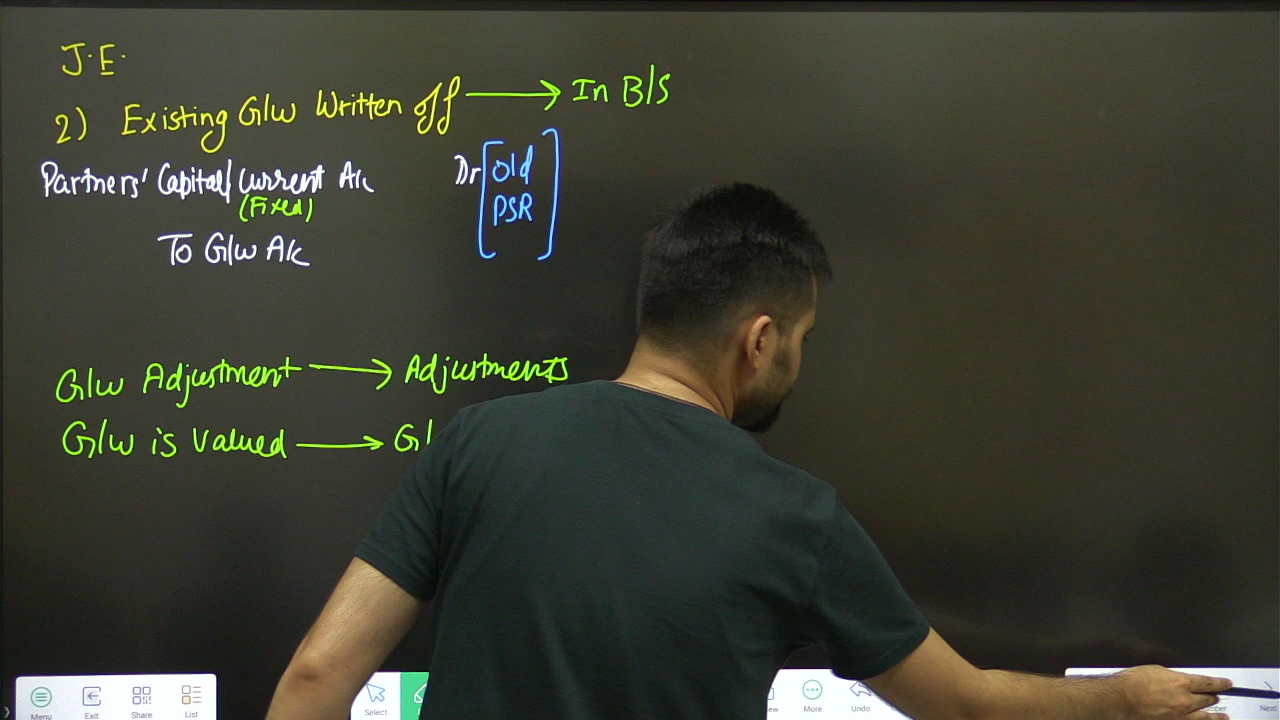 J.E.
2) Existing G/w Written off → In B/S
Partners' Capital/Current A/c Dr [old
(Fixed) PSR]
To G/w A/c
G/w Adjustment → Adjustments
G/w is valued →
Menu Exit Share List Select More Undo Next